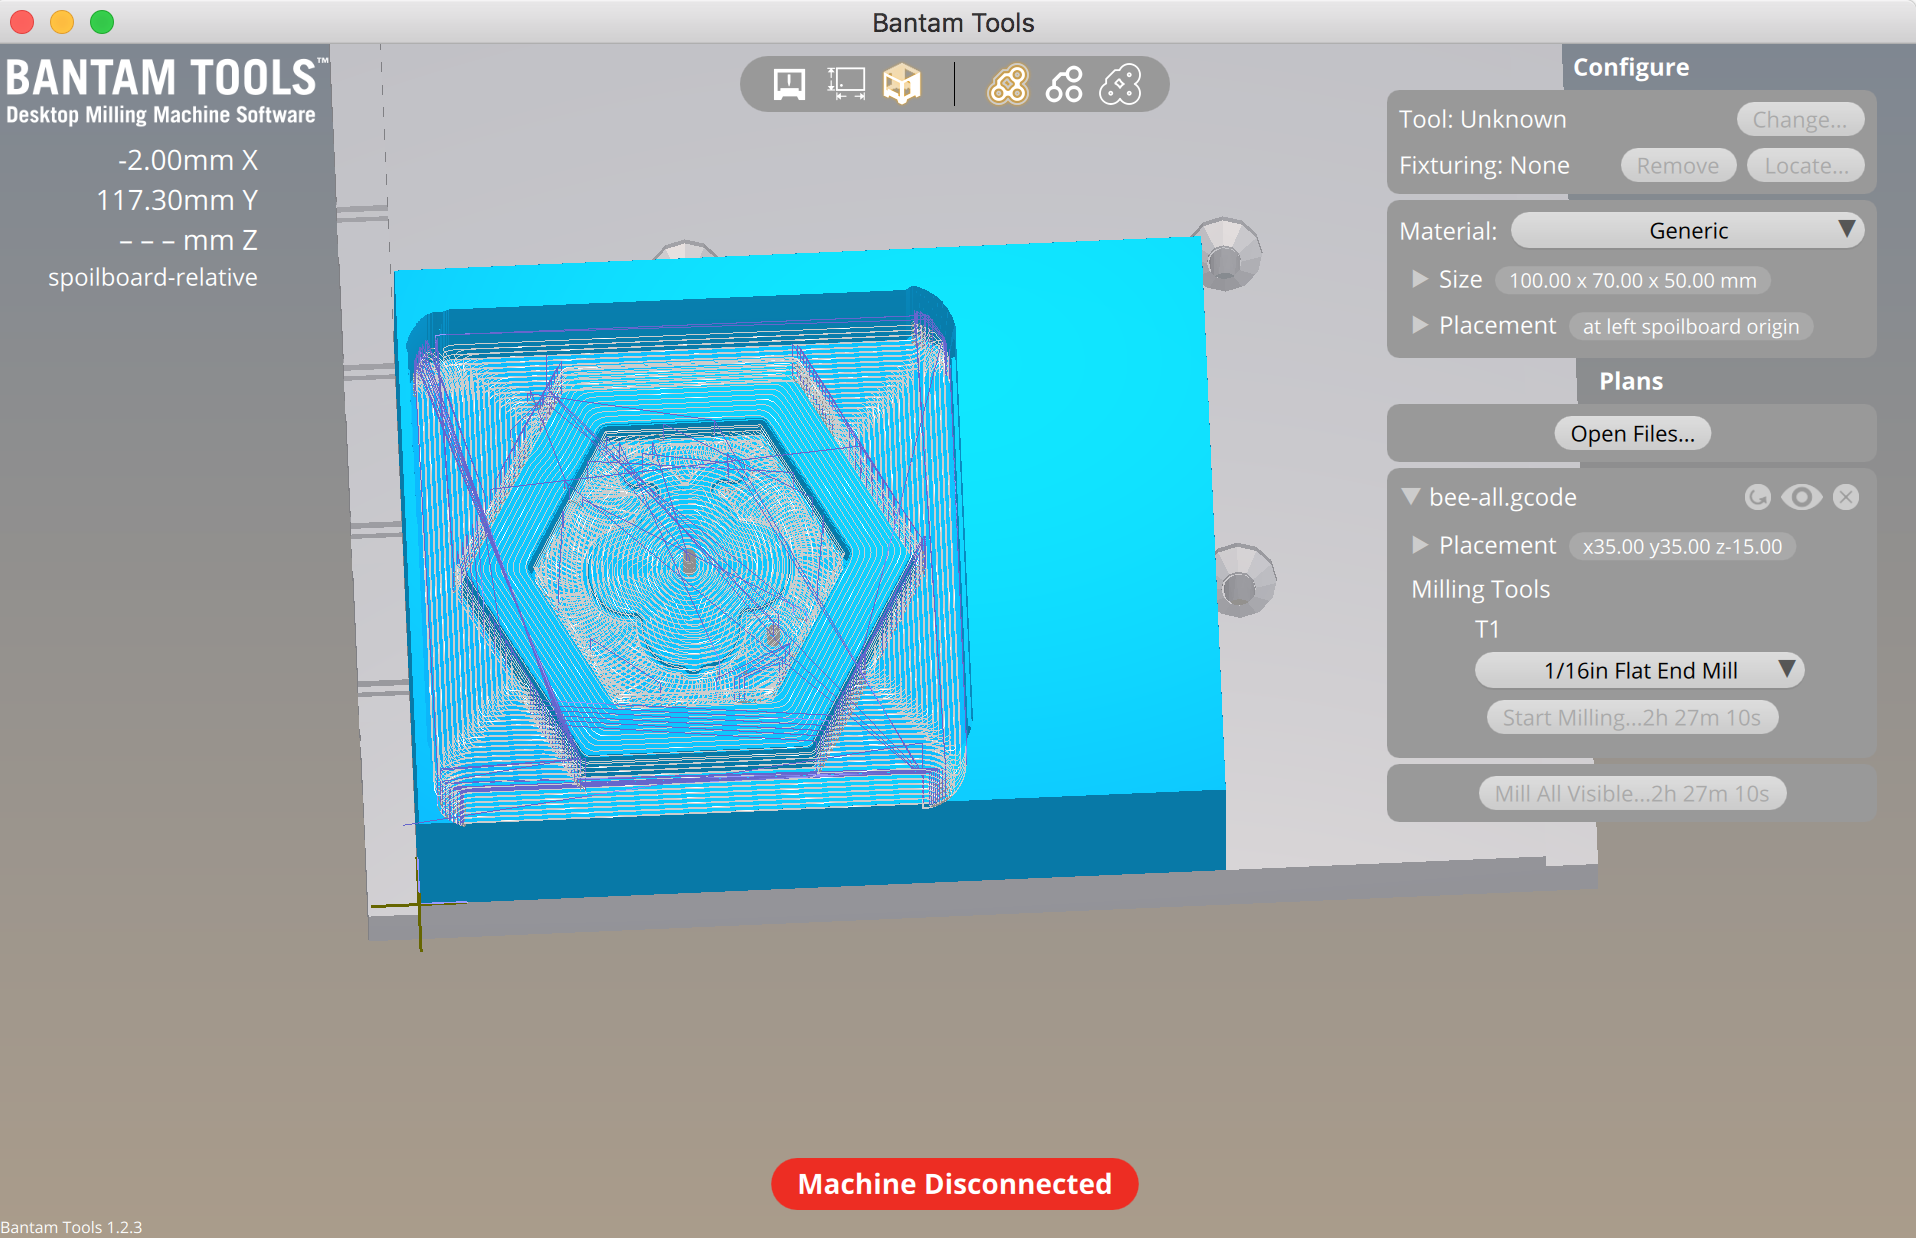 Bantam Tools
BANTAM TOOLS™
Desktop Milling Machine Software
-2.00mm X
117.30mm Y
– – – mm Z
spoilboard-relative
Configure
Tool: Unknown
Change...
Fixturing: None
Remove
Locate...
Material:
Generic
Size
100.00 x 70.00 x 50.00 mm
Placement
at left spoilboard origin
Plans
Open Files...
bee-all.gcode
Placement
x35.00 y35.00 z-15.00
Milling Tools
T1
1/16in Flat End Mill
Start Milling...2h 27m 10s
Mill All Visible...2h 27m 10s
Machine Disconnected
Bantam Tools 1.2.3